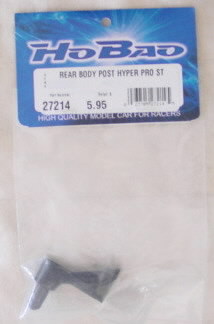 HOBAO
REAR BODY POST HYPER PRO ST
27214 5.95
HIGH QUALITY MODEL CAR FOR RACERS